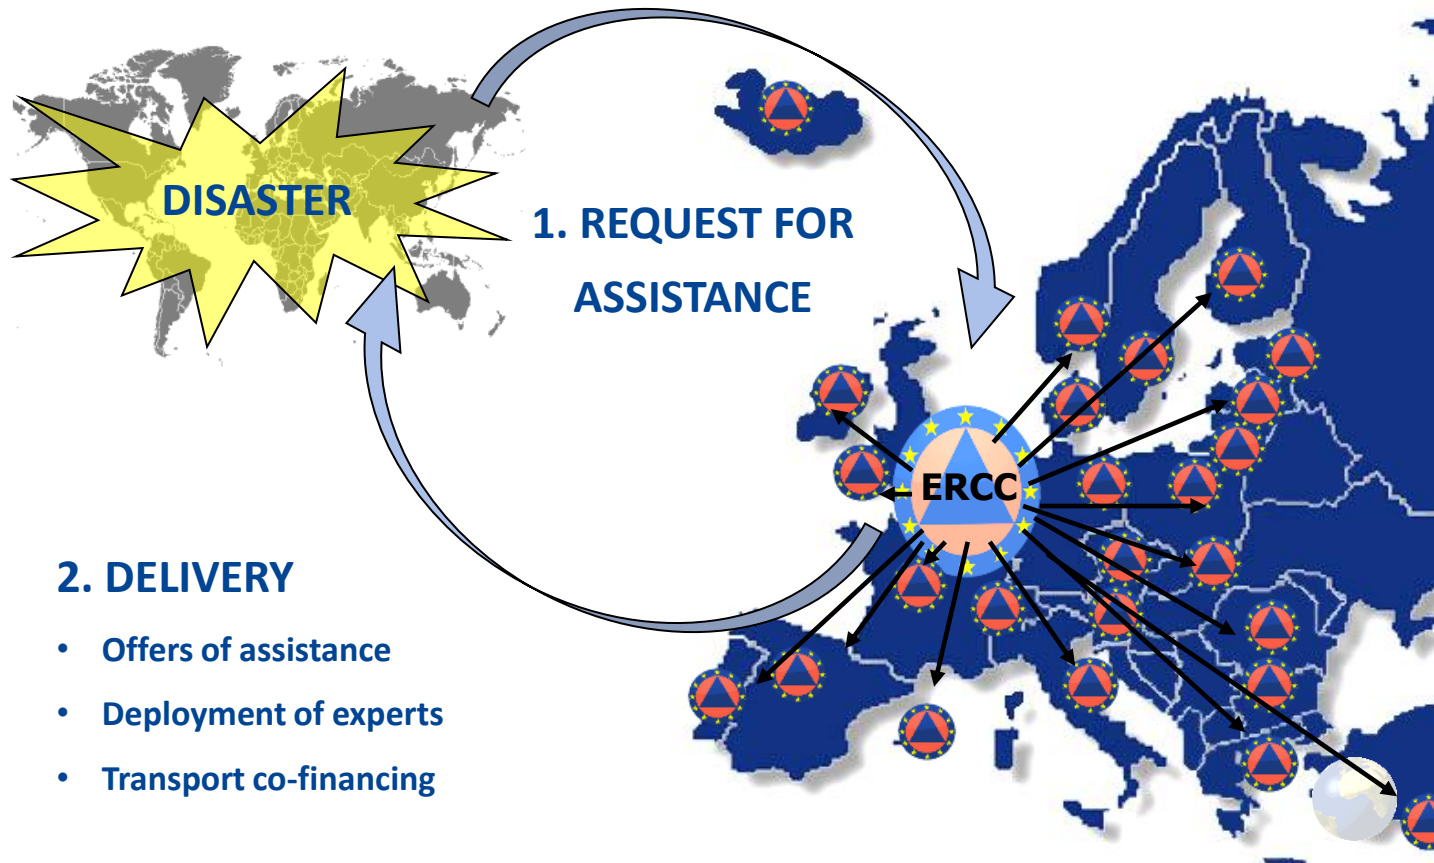 DISASTER
1. REQUEST FOR
ASSISTANCE
ERCC
2. DELIVERY
• Offers of assistance
• Deployment of experts
• Transport co-financing